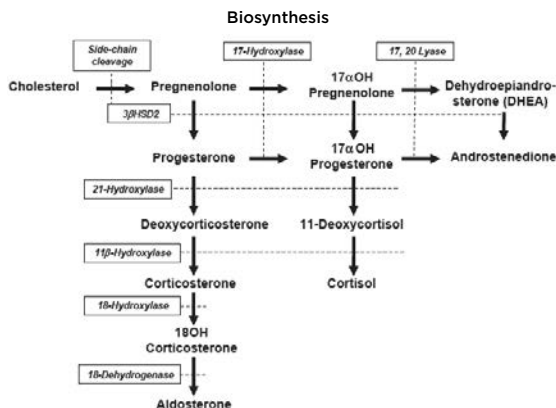 Biosynthesis
Side-chain
cleavage
17-Hydroxylase
17, 20 Lyase
Cholesterol
Pregnenolone
17αOH
Pregnenolone
Dehydroepiandro-
sterone (DHEA)
3βHSD2
Progesterone
17αOH
Progesterone
Androstenedione
21-Hydroxylase
Deoxycorticosterone
11-Deoxycortisol
11β-Hydroxylase
Corticosterone
Cortisol
18-Hydroxylase
18OH
Corticosterone
18-Dehydrogenase
Aldosterone